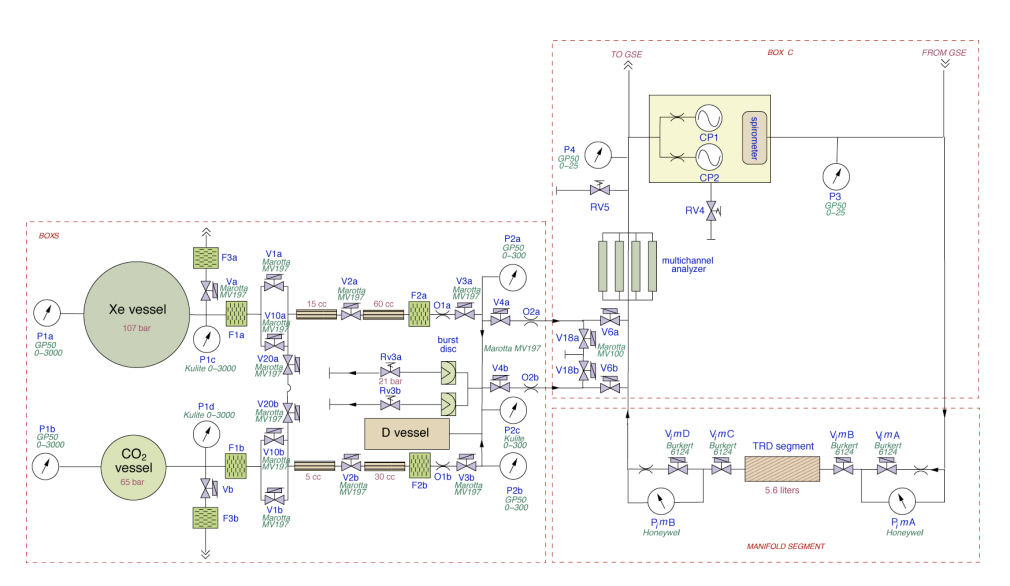 TO GSE
BOX C
FROM GSE
CP1
spirometer
P4
GP50
0-25
CP2
P3
GP50
0-25
RV5
RV4
BOXS
F3a
V1a
Marotta
MV197
P2a
GP50
0-300
multichannel
analyzer
Va
Marotta
MV197
V2a
Marotta
MV197
V3a
Marotta
MV197
Xe vessel
107 bar
15 cc
60 cc
F2a
O1a
V4a
O2a
P1a
GP50
0-3000
F1a
V10a
Marotta
MV197
V6a
P1c
Kulite 0-3000
V20a
Marotta
MV197
Rv3a
21 bar
burst
disc
Marotta MV197
V18a
Marotta
MV100
Rv3b
V4b
O2b
V18b
V6b
P1d
Kulite 0-3000
V20b
Marotta
MV197
P1b
GP50
0-3000
D vessel
P2c
Kulite
0-300
CO2
vessel
65 bar
F1b
V10b
Marotta
MV197
5 cc
30 cc
V2b
Marotta
MV197
F2b
O1b
V3b
Marotta
MV197
P2b
GP50
0-300
Vb
F3b
V1b
Marotta
MV197
VimD
Burkert
6124
VimC
Burkert
6124
TRD segment
5.6 liters
VimB
Burkert
6124
VimA
Burkert
6124
PimB
Honeywel
PimA
Honeywel
MANIFOLD SEGMENT